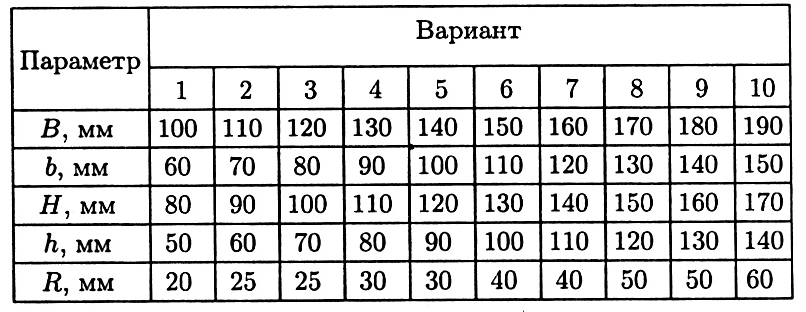 Параметр Вариант
1 2 3 4 5 6 7 8 9 10
B, мм 100 110 120 130 140 150 160 170 180 190
b, мм 60 70 80 90 100 110 120 130 140 150
H, мм 80 90 100 110 120 130 140 150 160 170
h, мм 50 60 70 80 90 100 110 120 130 140
R, мм 20 25 25 30 30 40 40 50 50 60